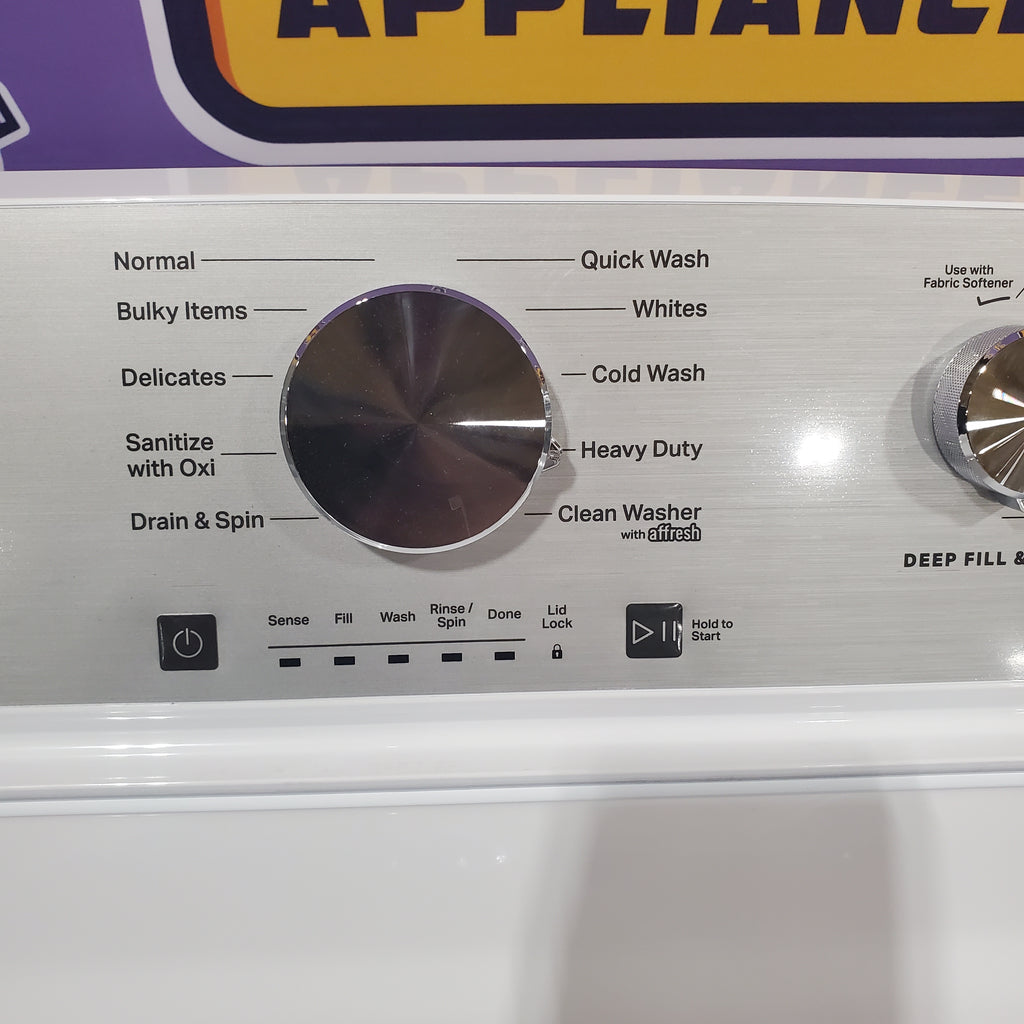 APPLIANCE
Normal
Quick Wash
Bulky Items
Whites
Delicates
Cold Wash
Sanitize
with Oxi
Heavy Duty
Drain & Spin
Clean Washer
with affresh
Use with
Fabric Softener
DEEP FILL &
Sense
Fill
Wash
Rinse /
Spin
Done
Lid
Lock
Hold to
Start